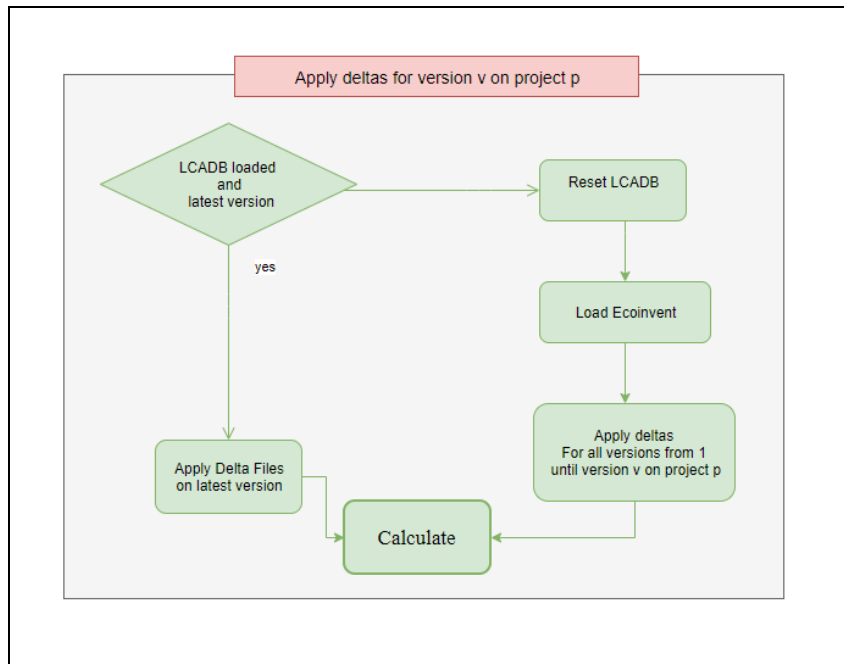 Apply deltas for version v on project p
LCADB loaded
and
latest version
yes
Reset LCADB
Load Ecoinvent
Apply deltas
For all versions from 1
until version v on project p
Apply Delta Files
on latest version
Calculate